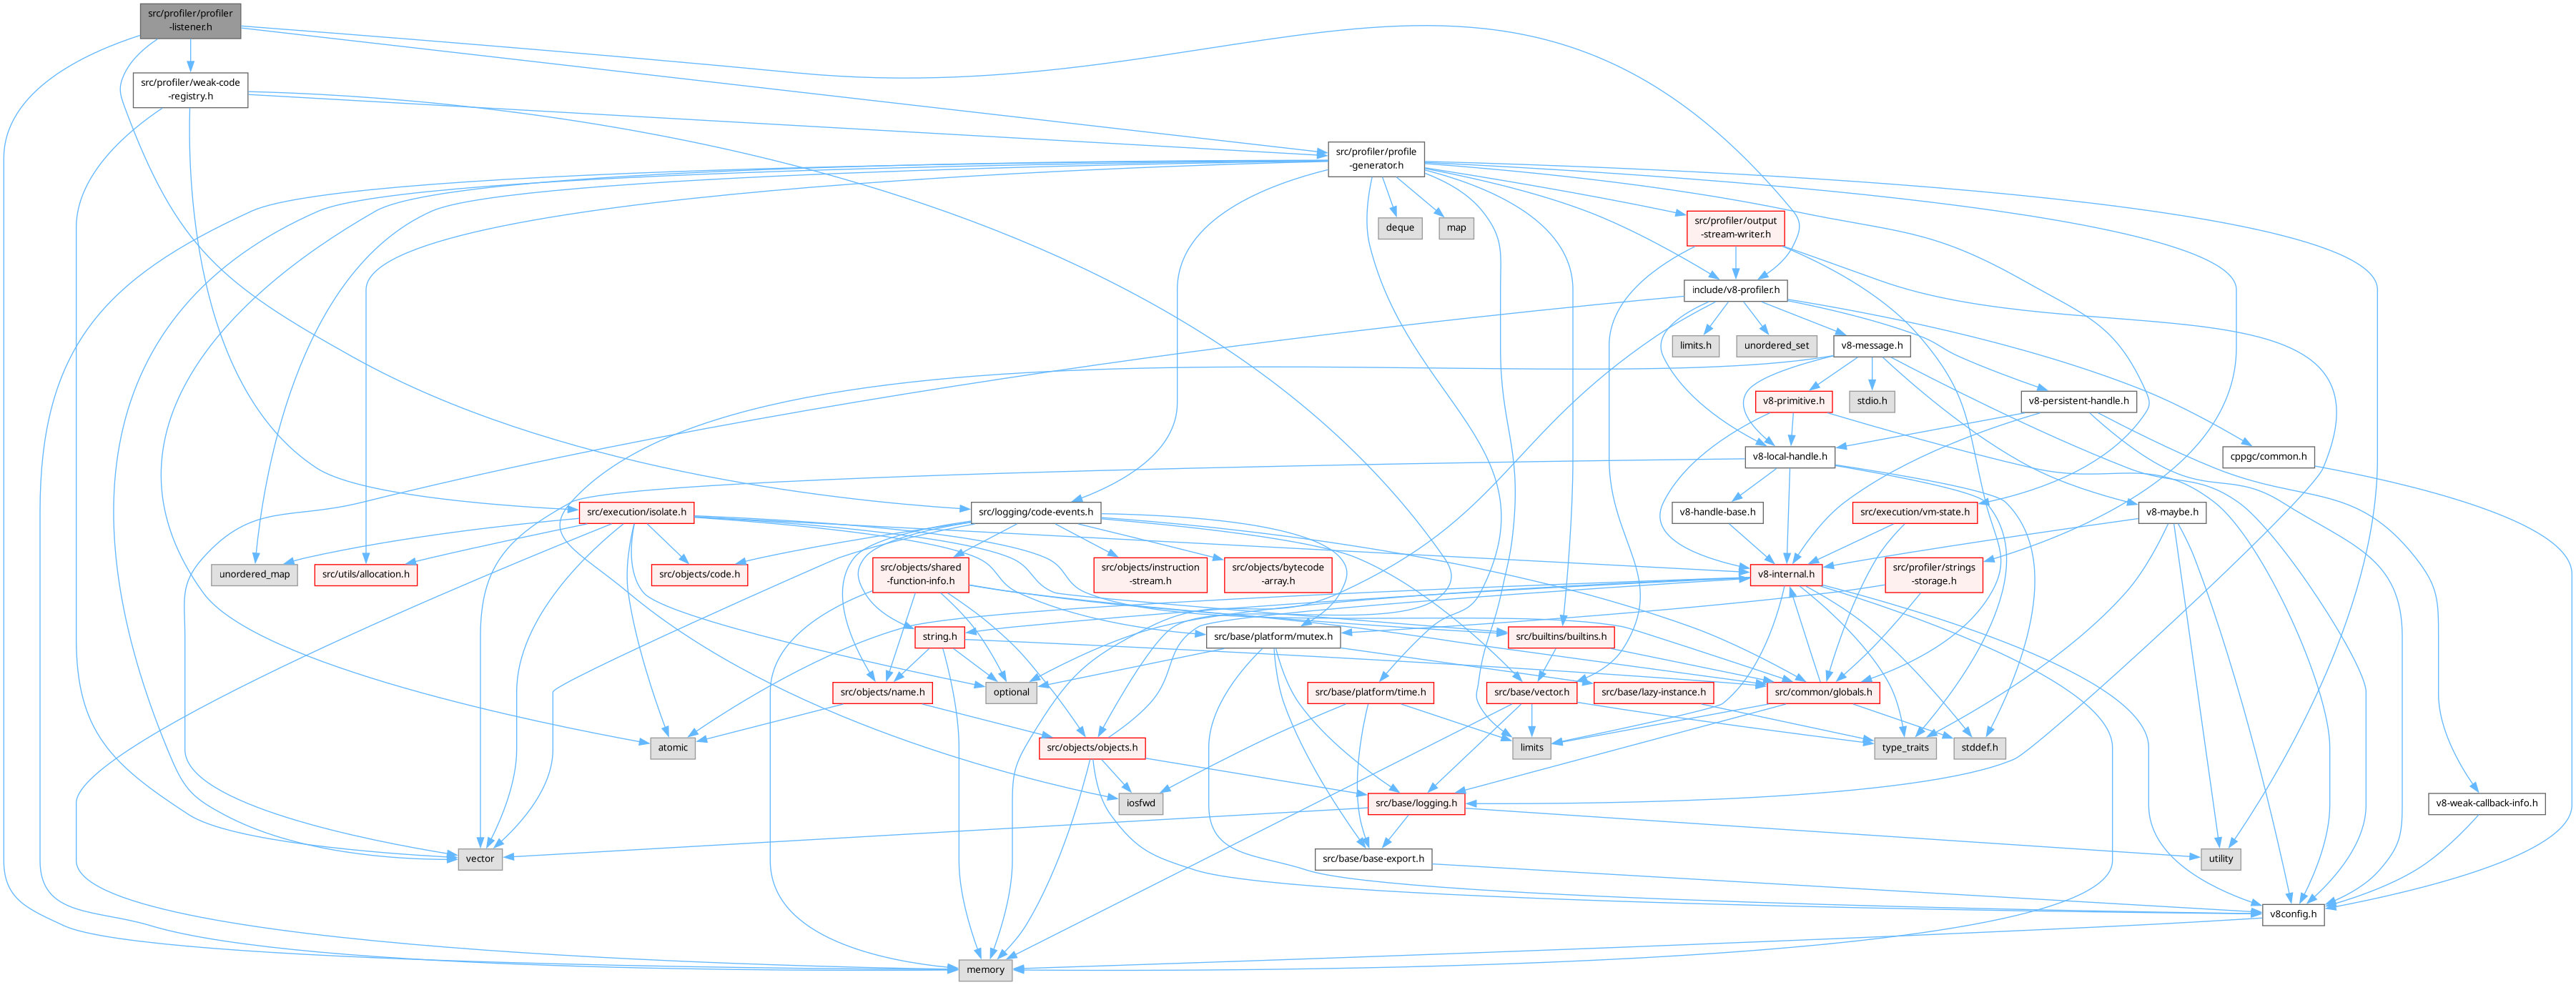 src/profiler/profiler
-listener.h
src/profiler/weak-code
-registry.h
src/profiler/profile
-generator.h
deque
map
src/profiler/output
-stream-writer.h
include/v8-profiler.h
limits.h
unordered_set
v8-message.h
v8-primitive.h
stdio.h
v8-persistent-handle.h
v8-local-handle.h
cppgc/common.h
src/execution/isolate.h
src/logging/code-events.h
v8-handle-base.h
src/execution/vm-state.h
v8-maybe.h
unordered_map
src/utils/allocation.h
src/objects/code.h
src/objects/shared
-function-info.h
src/objects/instruction
-stream.h
src/objects/bytecode
-array.h
v8-internal.h
src/profiler/strings
-storage.h
string.h
src/base/platform/mutex.h
src/builtins/builtins.h
src/objects/name.h
optional
src/base/platform/time.h
src/base/vector.h
src/base/lazy-instance.h
src/common/globals.h
atomic
src/objects/objects.h
limits
type_traits
stddef.h
iosfwd
src/base/logging.h
v8-weak-callback-info.h
vector
src/base/base-export.h
utility
v8config.h
memory